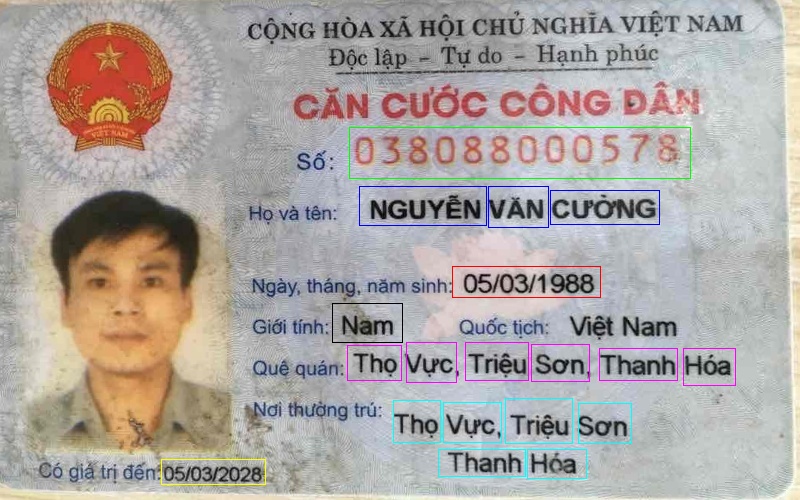 CỘNG HÒA XÃ HỘI CHỦ NGHĨA VIỆT NAM
Độc lập - Tự do - Hạnh phúc
CĂN CƯỚC CÔNG DÂN
Số: 038088000578
Họ và tên: NGUYỄN VĂN CƯỜNG
Ngày, tháng, năm sinh: 05/03/1988
Giới tính: Nam Quốc tịch: Việt Nam
Quê quán: Thọ Vực, Triệu Sơn, Thanh Hóa
Nơi thường trú: Thọ Vực, Triệu Sơn
Thanh Hóa
Có giá trị đến: 05/03/2028
VIỆT NAM